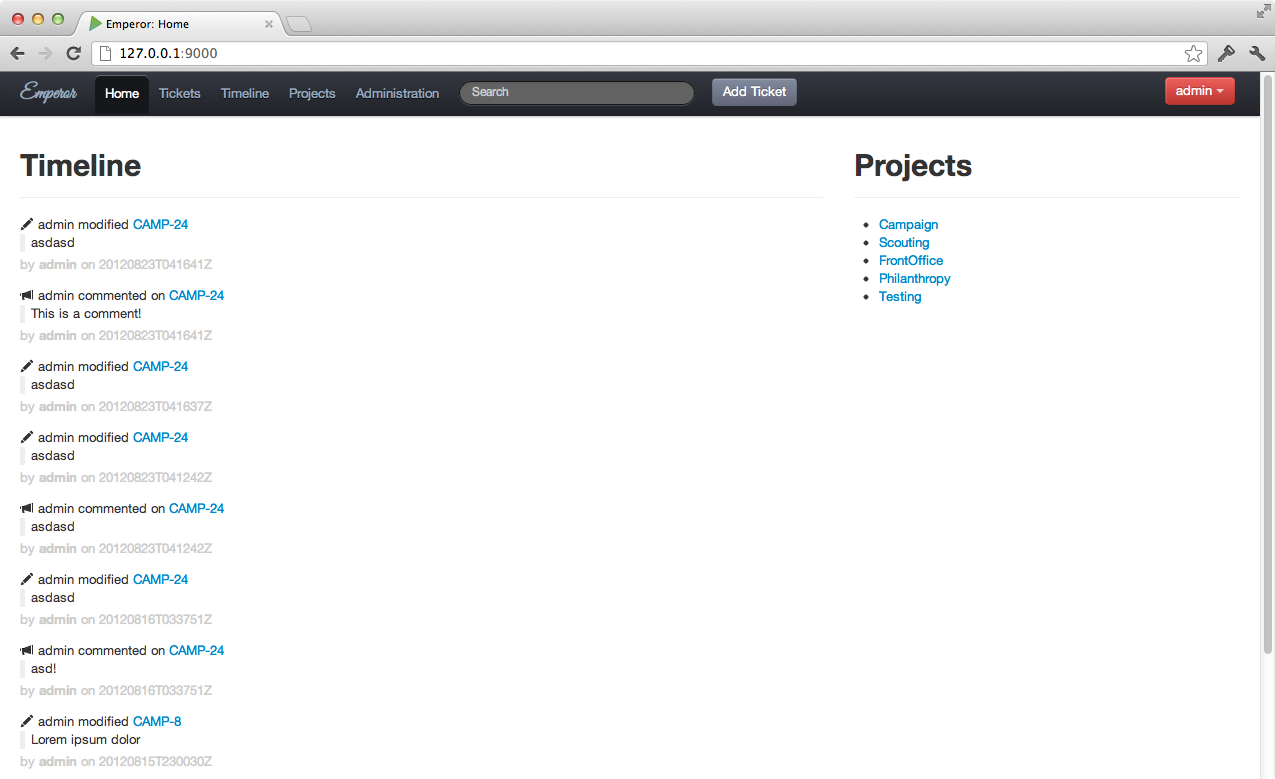 Emperor: Home
127.0.0.1:9000
Emperor Home Tickets Timeline Projects Administration Search Add Ticket admin
Timeline
admin modified CAMP-24
asdasd
by admin on 20120823T041641Z
admin commented on CAMP-24
This is a comment!
by admin on 20120823T041641Z
admin modified CAMP-24
asdasd
by admin on 20120823T041637Z
admin modified CAMP-24
asdasd
by admin on 20120823T041242Z
admin commented on CAMP-24
asdasd
by admin on 20120823T041242Z
admin modified CAMP-24
asdasd
by admin on 20120816T033751Z
admin commented on CAMP-24
asd!
by admin on 20120816T033751Z
admin modified CAMP-8
Lorem ipsum dolor
by admin on 20120815T230030Z
Projects
Campaign
Scouting
FrontOffice
Philanthropy
Testing